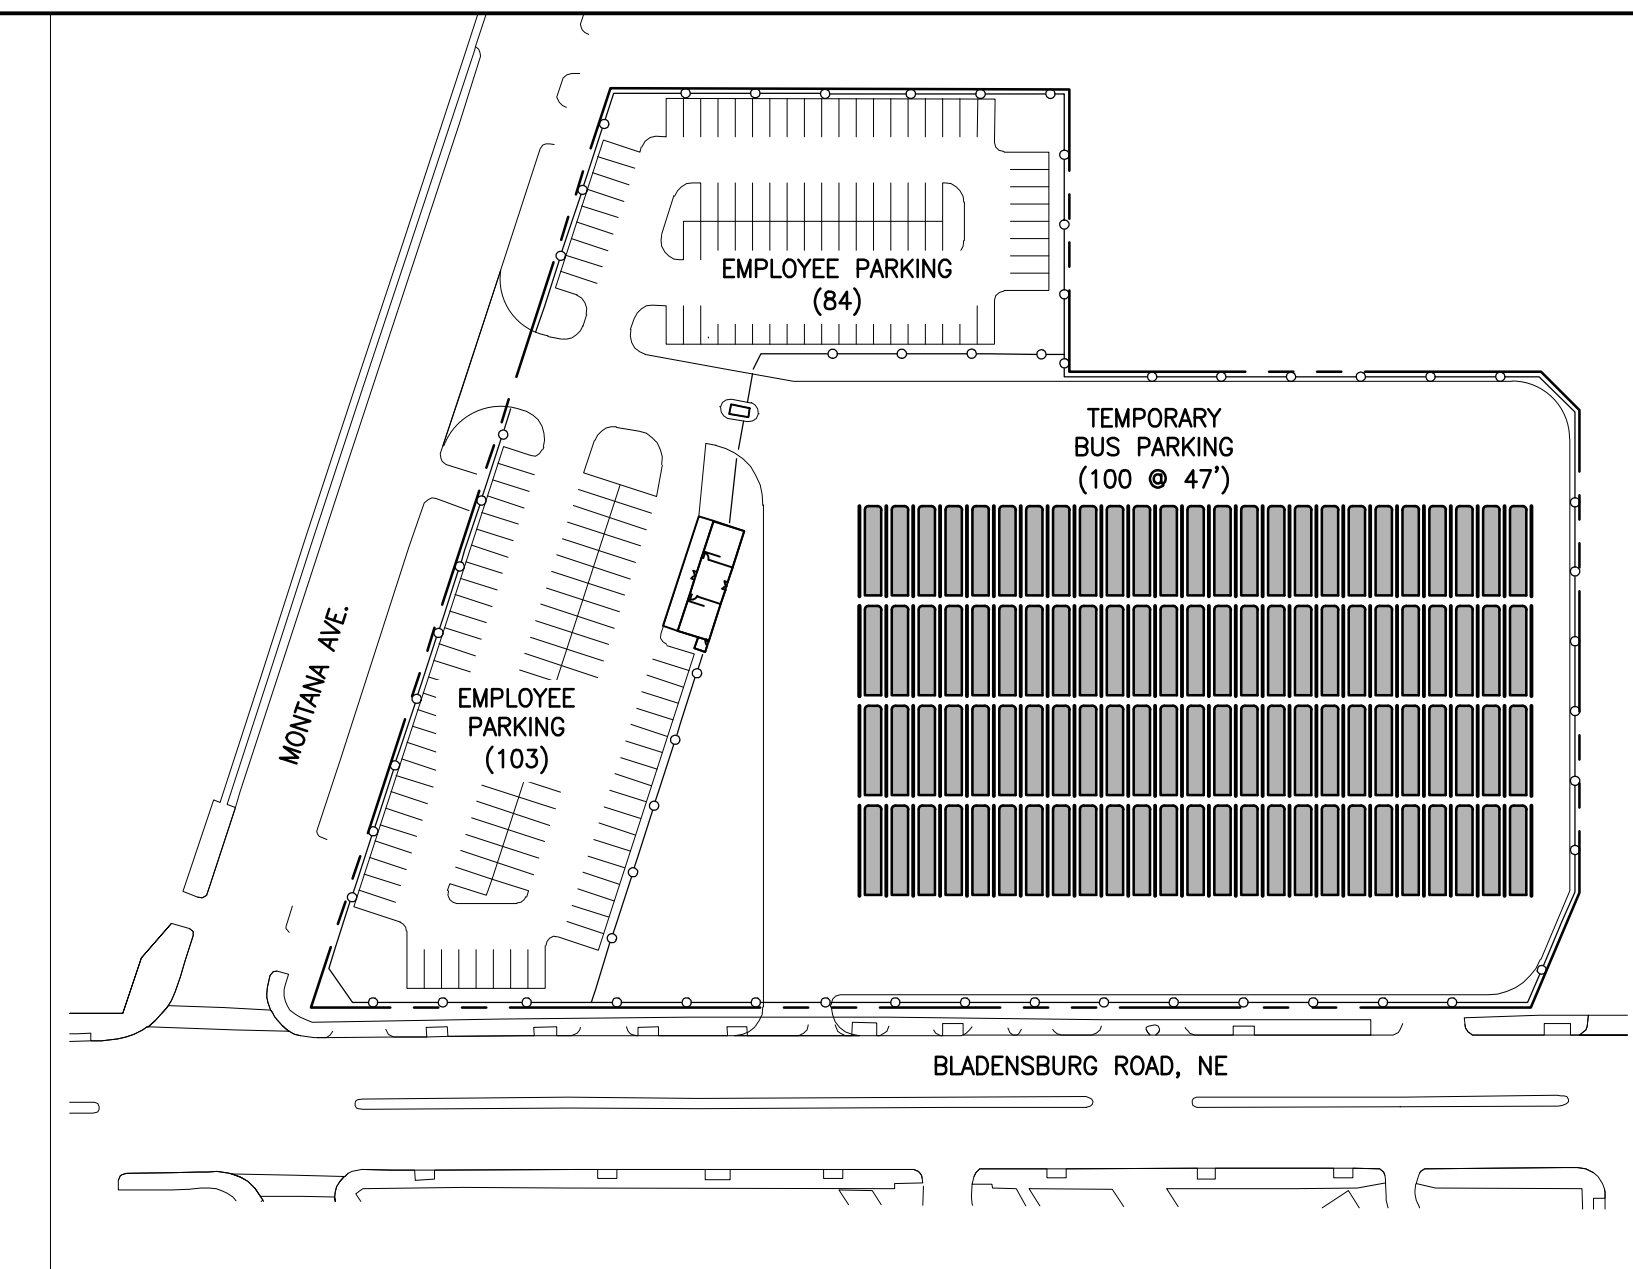 EMPLOYEE PARKING
(84)
TEMPORARY
BUS PARKING
(100 @ 47')
MONTANA AVE.
EMPLOYEE
PARKING
(103)
BLADENSBURG ROAD, NE